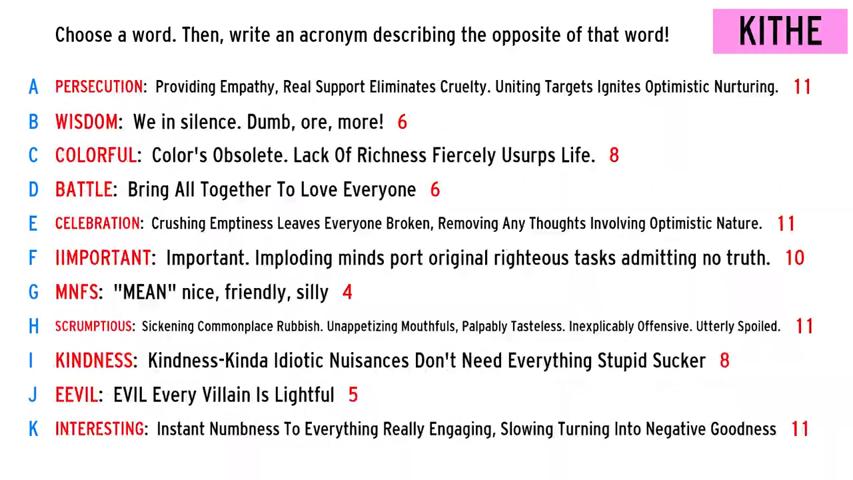 Choose a word. Then, write an acronym describing the opposite of that word!
KITHE
A PERSECUTION: Providing Empathy, Real Support Eliminates Cruelty. Uniting Targets Ignites Optimistic Nurturing. 11
B WISDOM: We in silence. Dumb, ore, more! 6
C COLORFUL: Color's Obsolete. Lack Of Richness Fiercely Usurps Life. 8
D BATTLE: Bring All Together To Love Everyone 6
E CELEBRATION: Crushing Emptiness Leaves Everyone Broken, Removing Any Thoughts Involving Optimistic Nature. 11
F IIMPORTANT: Important. Imploding minds port original righteous tasks admitting no truth. 10
G MNFS: "MEAN" nice, friendly, silly 4
H SCRUMPTIOUS: Sickening Commonplace Rubbish. Unappetizing Mouthfuls, Palpably Tasteless. Inexplicably Offensive. Utterly Spoiled. 11
I KINDNESS: Kindness-Kinda Idiotic Nuisances Don't Need Everything Stupid Sucker 8
J EEVIL: EVIL Every Villain Is Lightful 5
K INTERESTING: Instant Numbness To Everything Really Engaging, Slowing Turning Into Negative Goodness 11